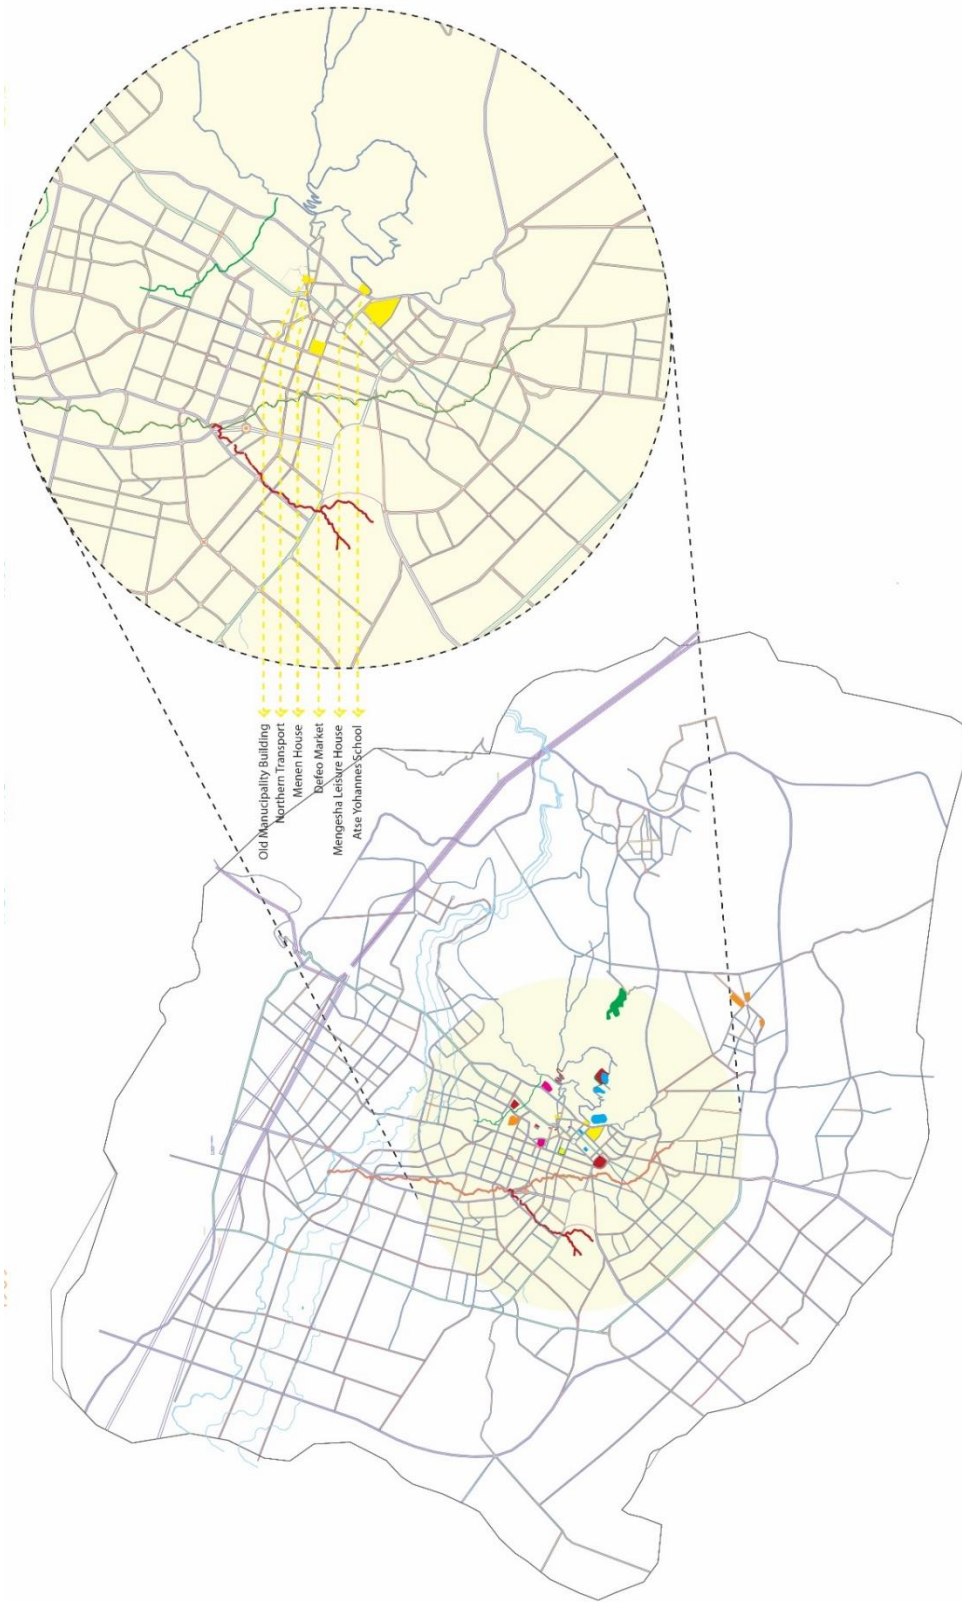 Old Manucipality Building
Northern Transport
Menen House
Defeo Market
Mengesha Leisure House
Atse Yohannes School